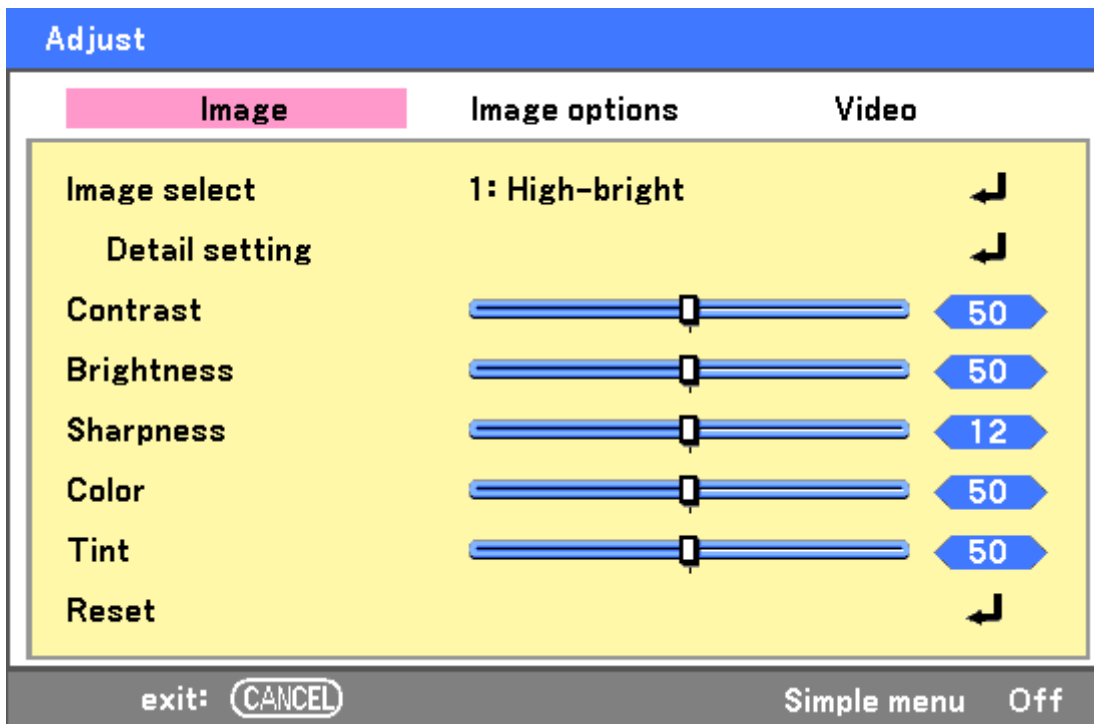 Adjust
Image Image options Video
Image select 1: High-bright
Detail setting
Contrast 50
Brightness 50
Sharpness 12
Color 50
Tint 50
Reset
exit: CANCEL Simple menu Off